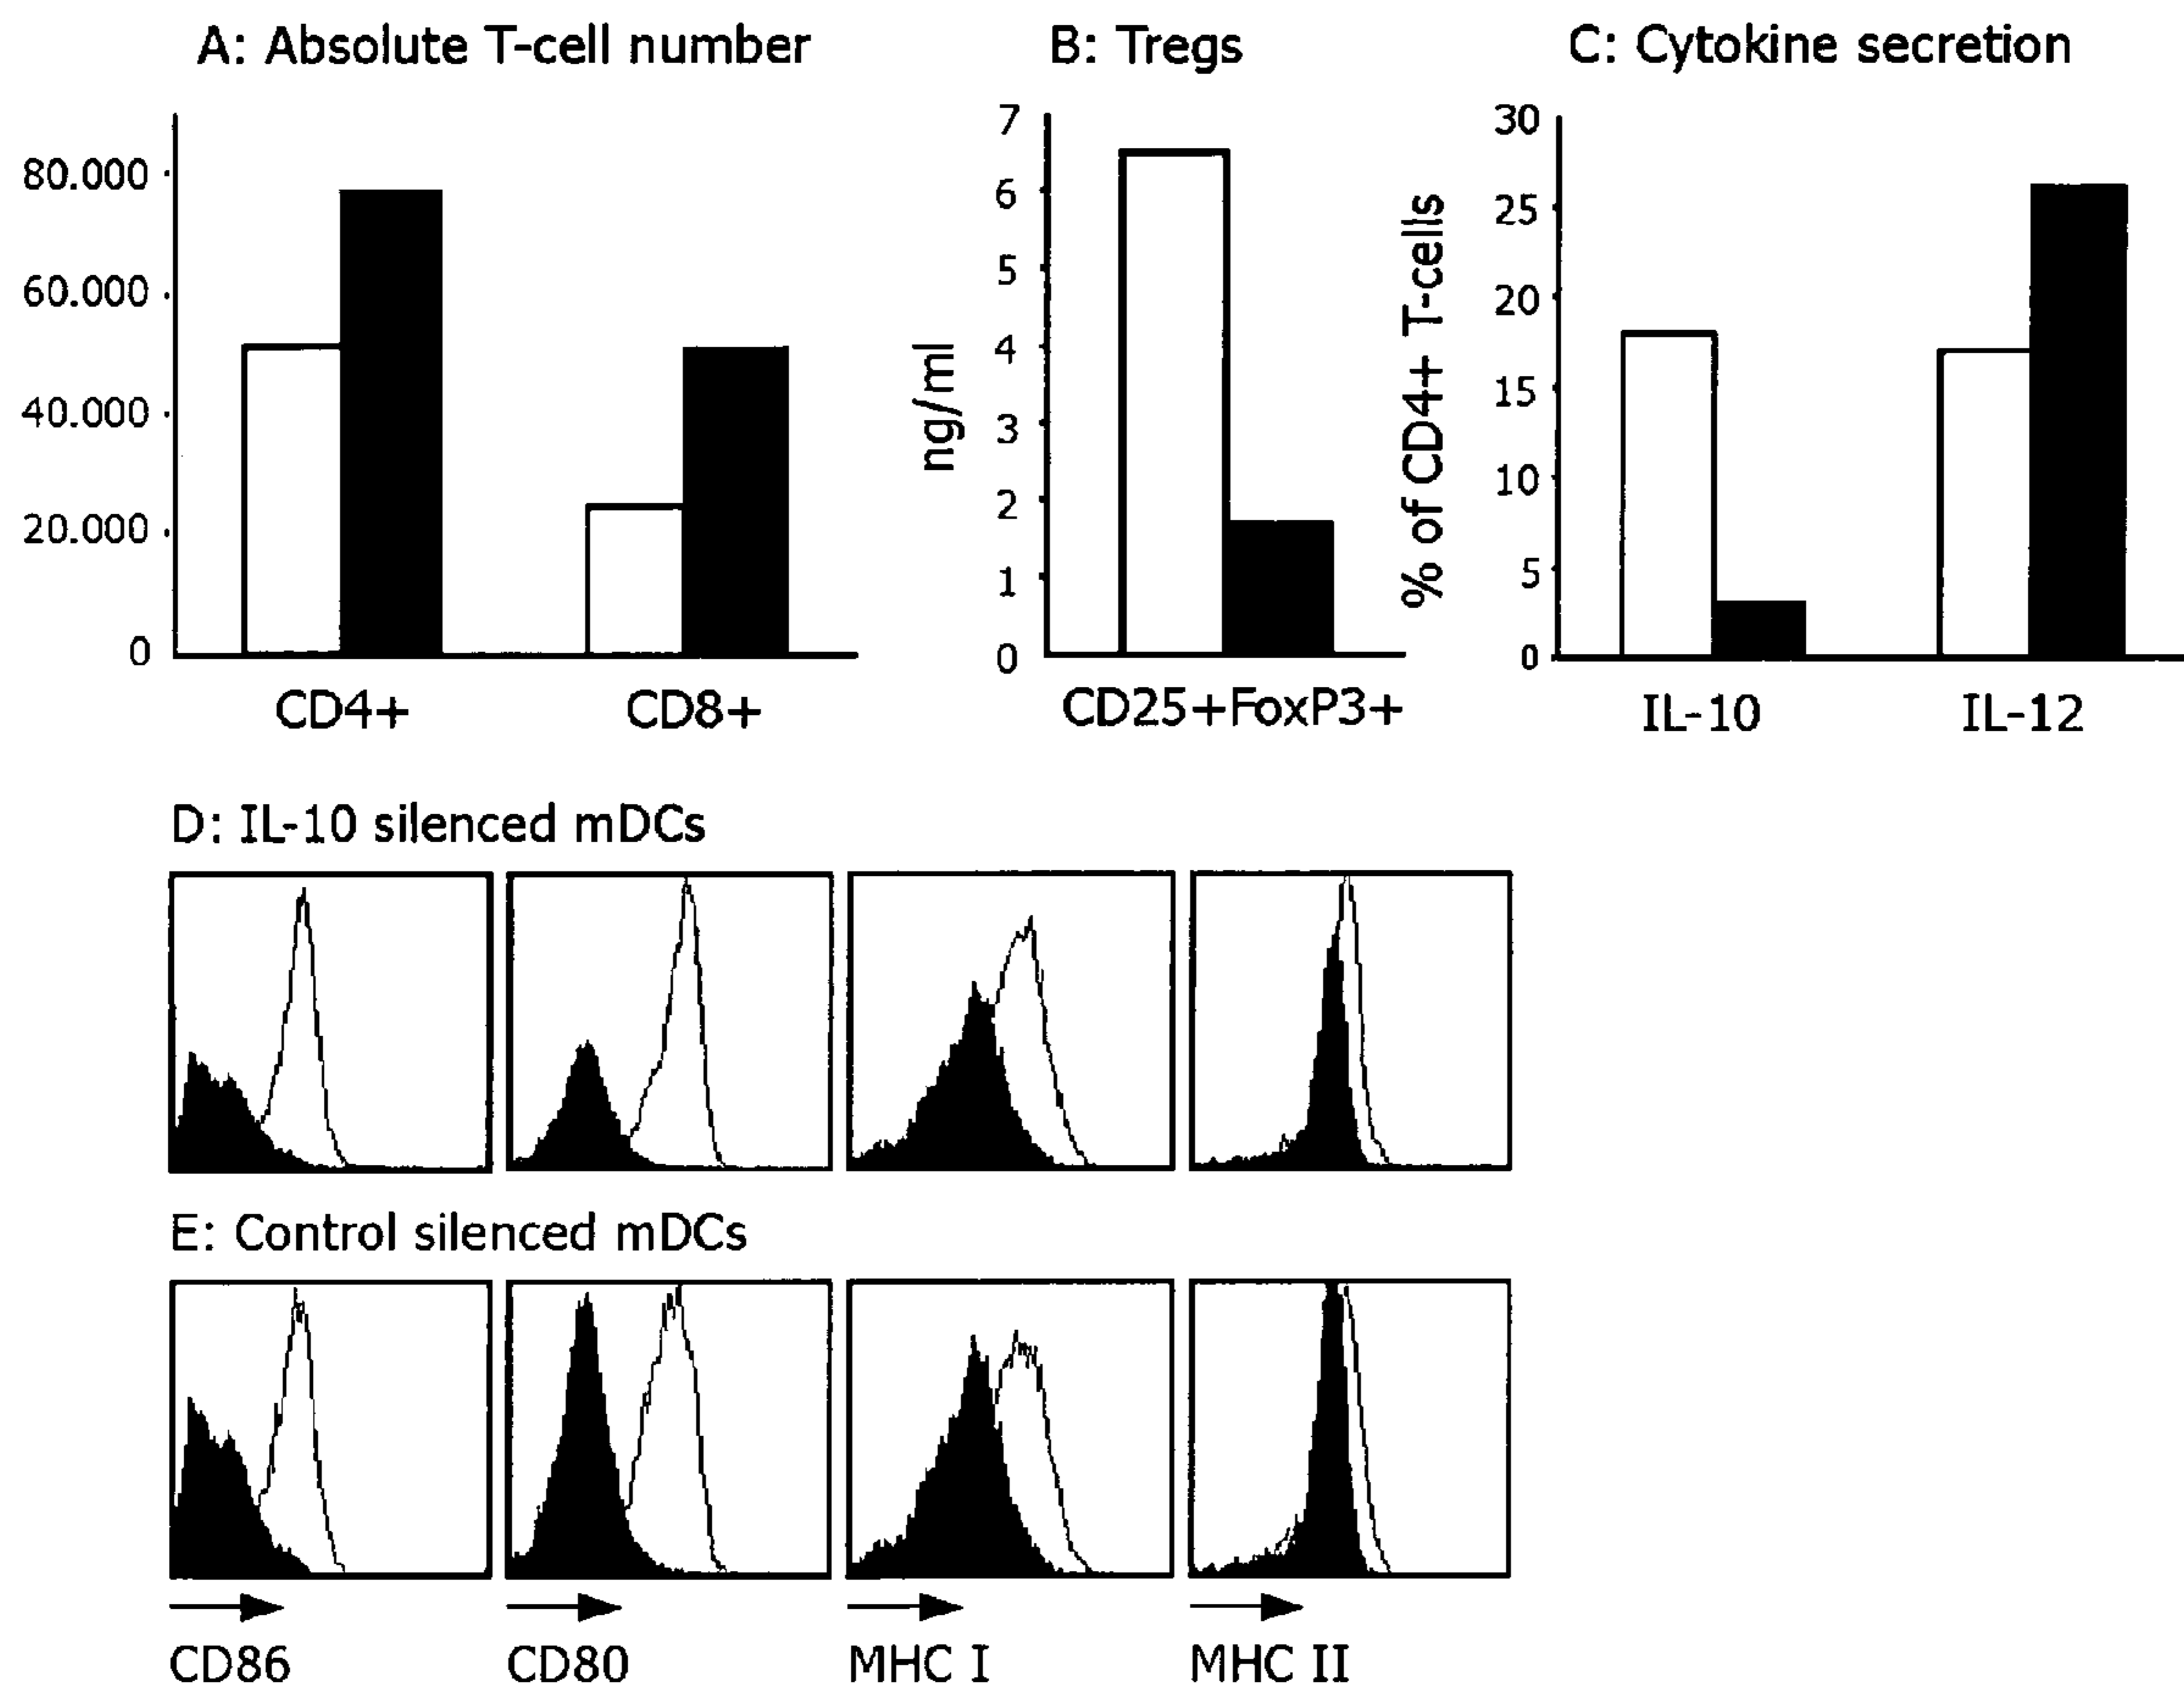 A: Absolute T-cell number
80.000
60.000
40.000
20.000
0
CD4+
CD8+
B: Tregs
ng/ml
7
6
5
4
3
2
1
0
CD25+FoxP3+
C: Cytokine secretion
% of CD4+ T-cells
30
25
20
15
10
5
0
IL-10
IL-12
D: IL-10 silenced mDCs
E: Control silenced mDCs
CD86
CD80
MHC I
MHC II